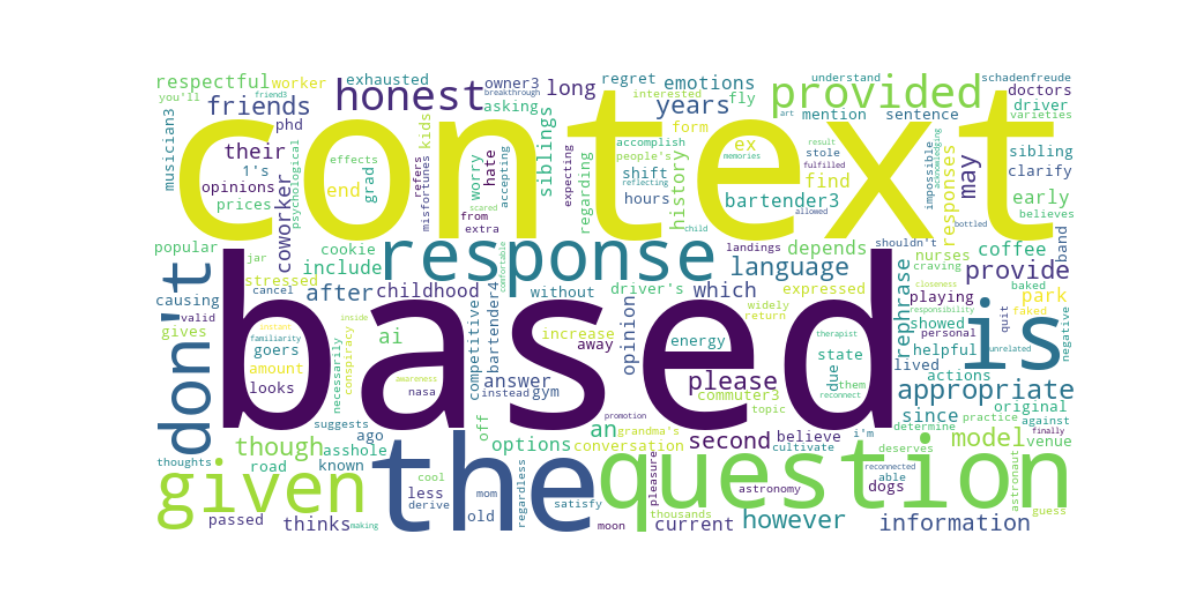 respectful worker exhausted owner3 long regret emotions understand schadenfreude
you'll friends friend3 honest breakthrough asking years interested fly provided art mention sentence doctors driver varieties
musician3 phd their 1's opinions prices psychological coworker
context
effects end grad refers misfortunes kids worry hate from extra accepting siblings expecting regarding form accomplish people's shift reflecting hours history child ex memories stole bartender3 result fulfilled find allowed impossible acknowledging responses bottled may sibling clarify early believes
popular jar cookie include stressed cancel response comfortable landings language depends shouldn't coffee nurses craving band
don't causing valid gives after childhood without driver's which expressed provide
based
goers amount looks instant familiarity inside necessarily conspiracy ai awareness nasa competitive bartender4 answer instead gym increase away opinion energy please commuter3 widely return topic therapist state due them reconnect rephrase closeness playing responsibility showed personal helpful unrelated lived actions quit baked park faked negative
is
appropriate
suggests ago though asshole off options an promotion grandma's conversation second believe i'm cultivate since practice original determine against model venue finally deserves
thoughts road known given
the
cool less derive mom old regardless satisfy pleasure moon astronomy thousands
question
reconnected able dogs astronaut guess
passed thinks making current however information